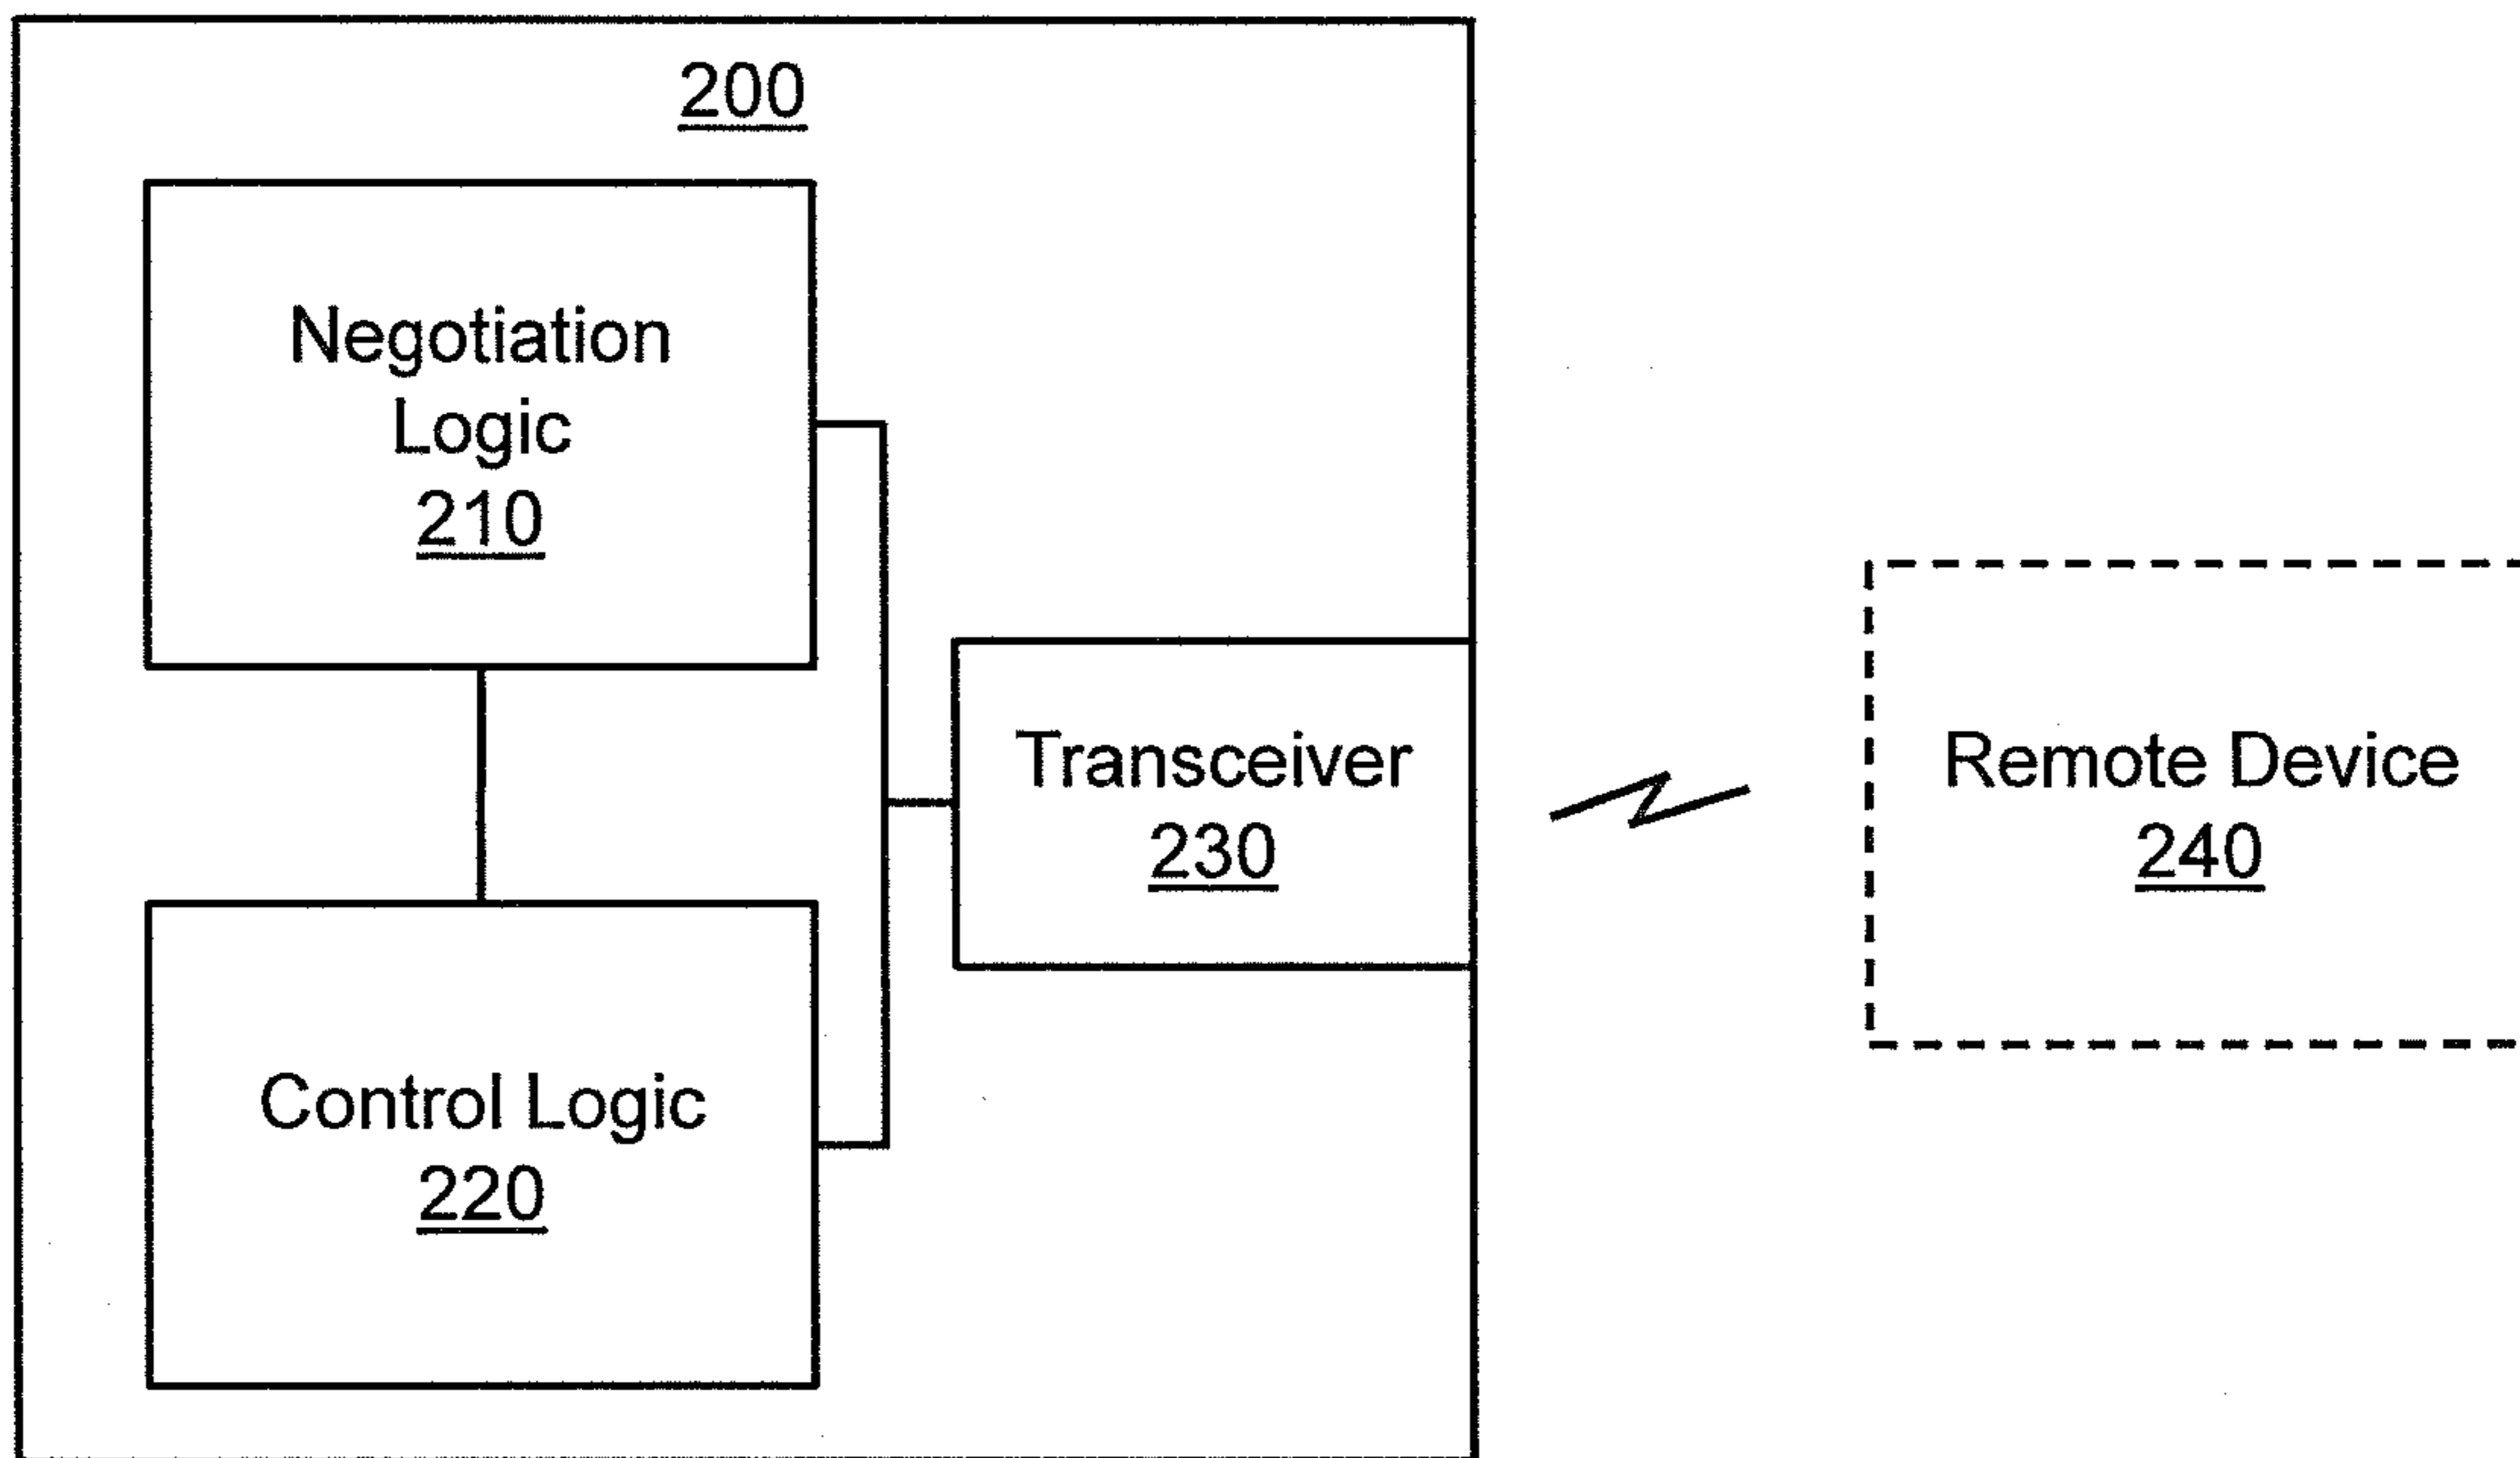 200
Negotiation
Logic
210
Transceiver
230
Remote Device
240
Control Logic
220